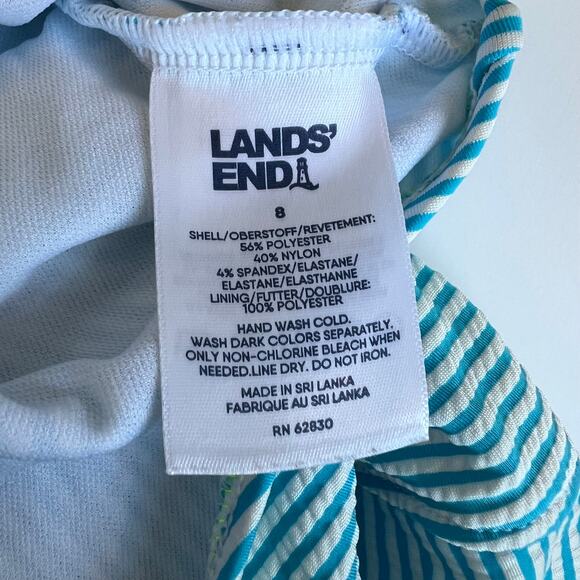 LANDS'
END
8
SHELL/OBERSTOFF/REVETEMENT:
56% POLYESTER
40% NYLON
4% SPANDEX/ELASTANE/
ELASTANE/ELASTHANNE
LINING/FUTTER/DOUBLURE:
100% POLYESTER
HAND WASH COLD.
WASH DARK COLORS SEPARATELY.
ONLY NON-CHLORINE BLEACH WHEN
NEEDED.LINE DRY. DO NOT IRON.
MADE IN SRI LANKA
FABRIQUE AU SRI LANKA
RN 62830